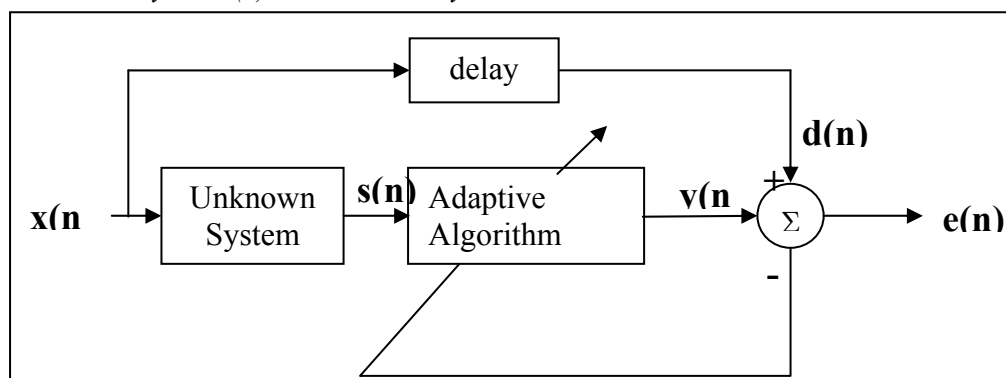 delay
d(n)
+
x(n
Unknown
System
s(n)
Adaptive
Algorithm
v(n
Σ
e(n)
-